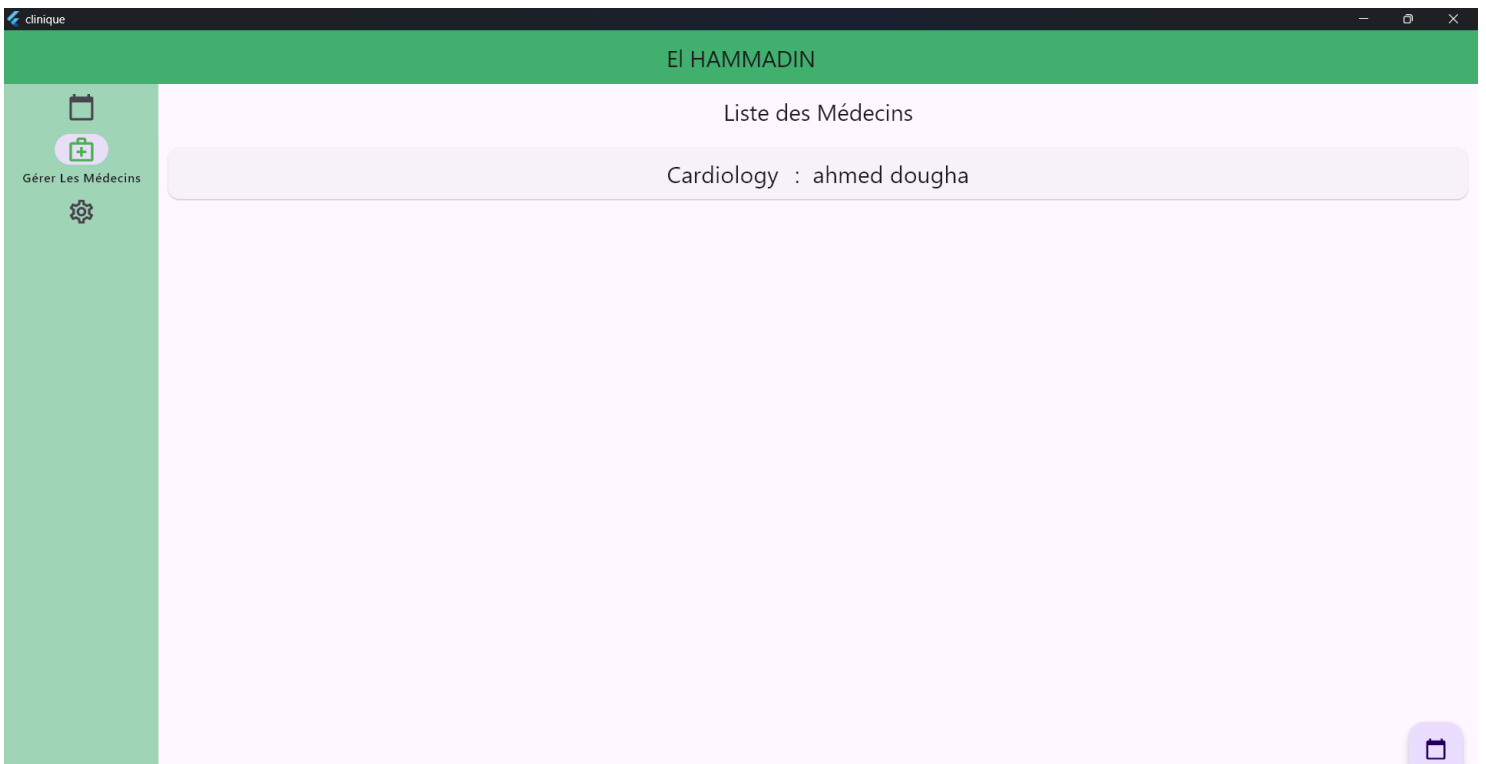 clinique
El HAMMADIN
Liste des Médecins
Cardiology : ahmed dougha
Gérer Les Médecins